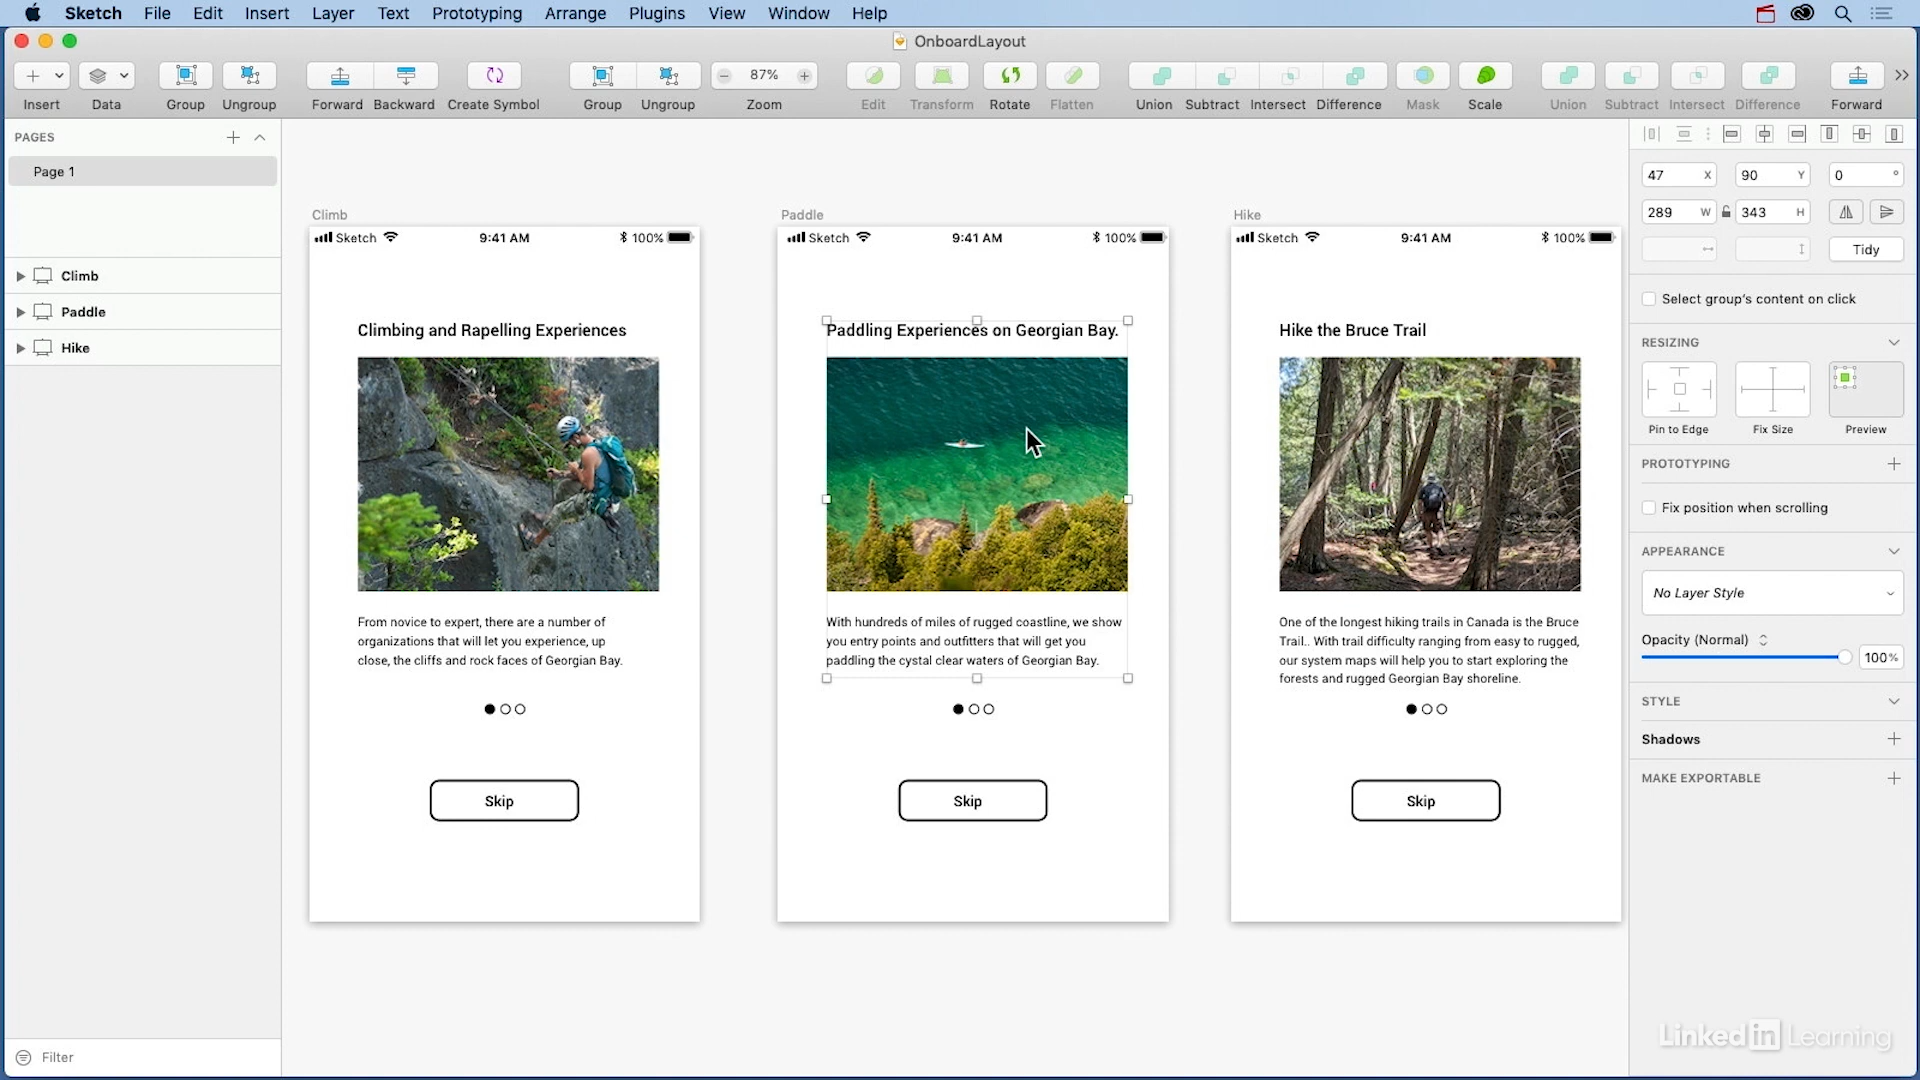 Sketch File Edit Insert Layer Text Prototyping Arrange Plugins View Window Help
OnboardLayout
87%
Insert Data Group Ungroup Forward Backward Create Symbol Group Ungroup Zoom Edit Transform Rotate Flatten Union Subtract Intersect Difference Mask Scale Union Subtract Intersect Difference Forward
PAGES
Page 1
Climb
Paddle
Hike
Filter
Climb
Sketch 9:41 AM 100%
Climbing and Rapelling Experiences
From novice to expert, there are a number of
organizations that will let you experience, up
close, the cliffs and rock faces of Georgian Bay.
Skip
Paddle
Sketch 9:41 AM 100%
Paddling Experiences on Georgian Bay.
With hundreds of miles of rugged coastline, we show
you entry points and outfitters that will get you
paddling the cystal clear waters of Georgian Bay.
Skip
Hike
Sketch 9:41 AM 100%
Hike the Bruce Trail
One of the longest hiking trails in Canada is the Bruce
Trail.. With trail difficulty ranging from easy to rugged,
our system maps will help you to start exploring the
forests and rugged Georgian Bay shoreline.
Skip
47 X 90 Y 0 °
289 W 343 H
Tidy
Select group's content on click
RESIZING
Pin to Edge Fix Size Preview
PROTOTYPING
Fix position when scrolling
APPEARANCE
No Layer Style
Opacity (Normal)
100%
STYLE
Shadows
MAKE EXPORTABLE
Linked in Learning